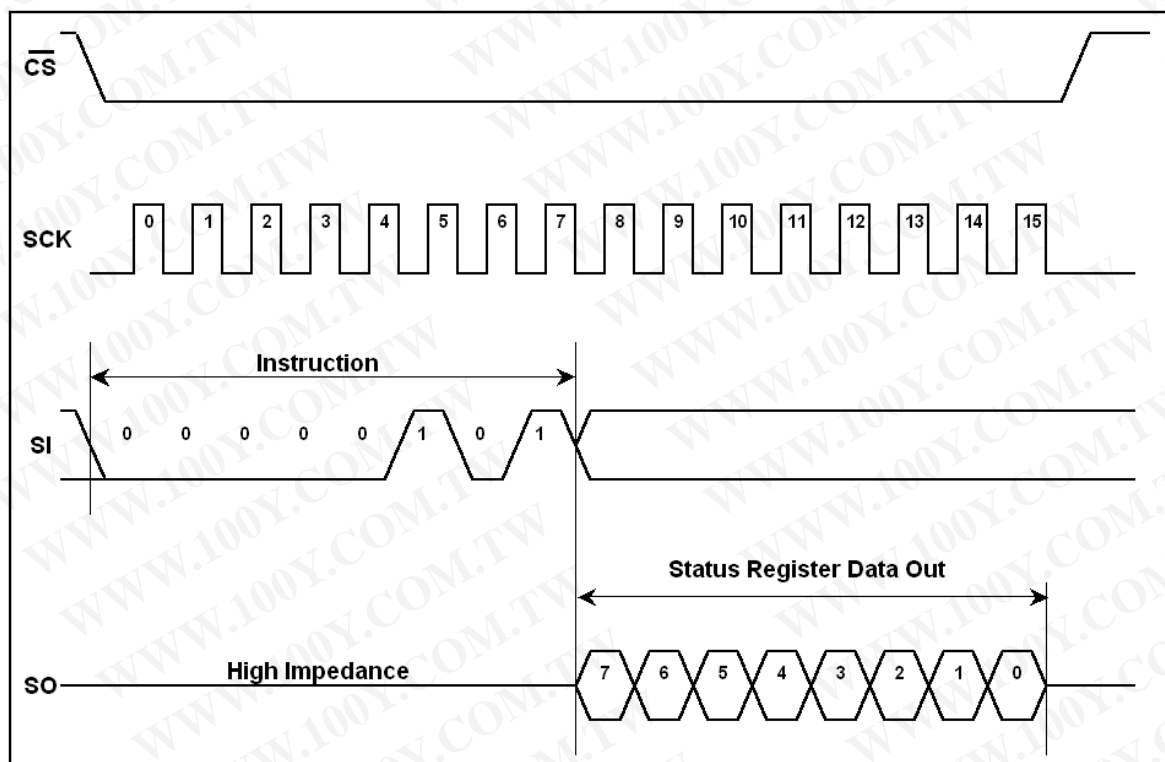 CS
SCK
0 1 2 3 4 5 6 7 8 9 10 11 12 13 14 15
Instruction
SI
0 0 0 0 0 1 0 1
Status Register Data Out
High Impedance
SO
7 6 5 4 3 2 1 0
WWW.100Y.COM.TW